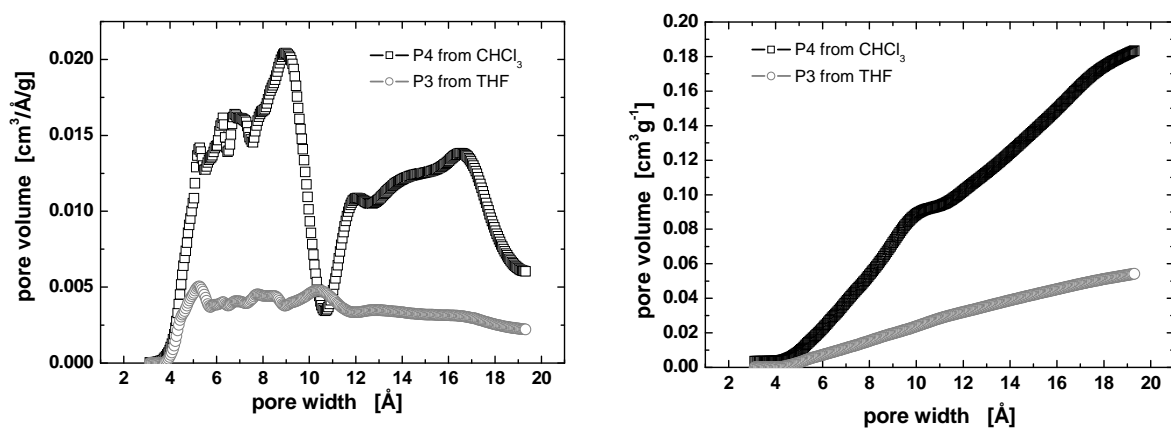 P4 from CHCl₃
P3 from THF
0.020
0.015
0.010
0.005
0.000
pore volume [cm³/Å/g]
2 4 6 8 10 12 14 16 18 20
pore width [Å]
P4 from CHCl₃
P3 from THF
0.20
0.18
0.16
0.14
0.12
0.10
0.08
0.06
0.04
0.02
0.00
pore volume [cm³g⁻¹]
2 4 6 8 10 12 14 16 18 20
pore width [Å]